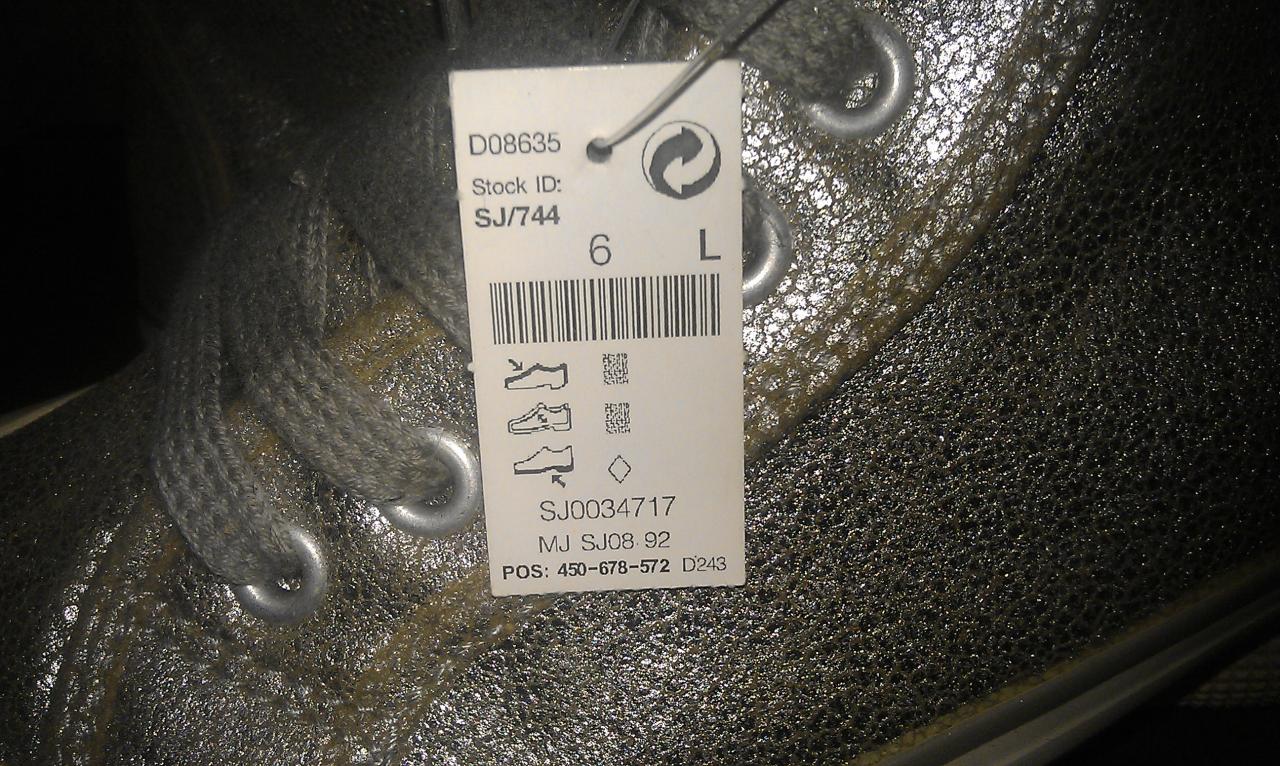 D08635
Stock ID:
SJ/744
6 L
SJ0034717
MJ SJ08 92
POS: 450-678-572 D243